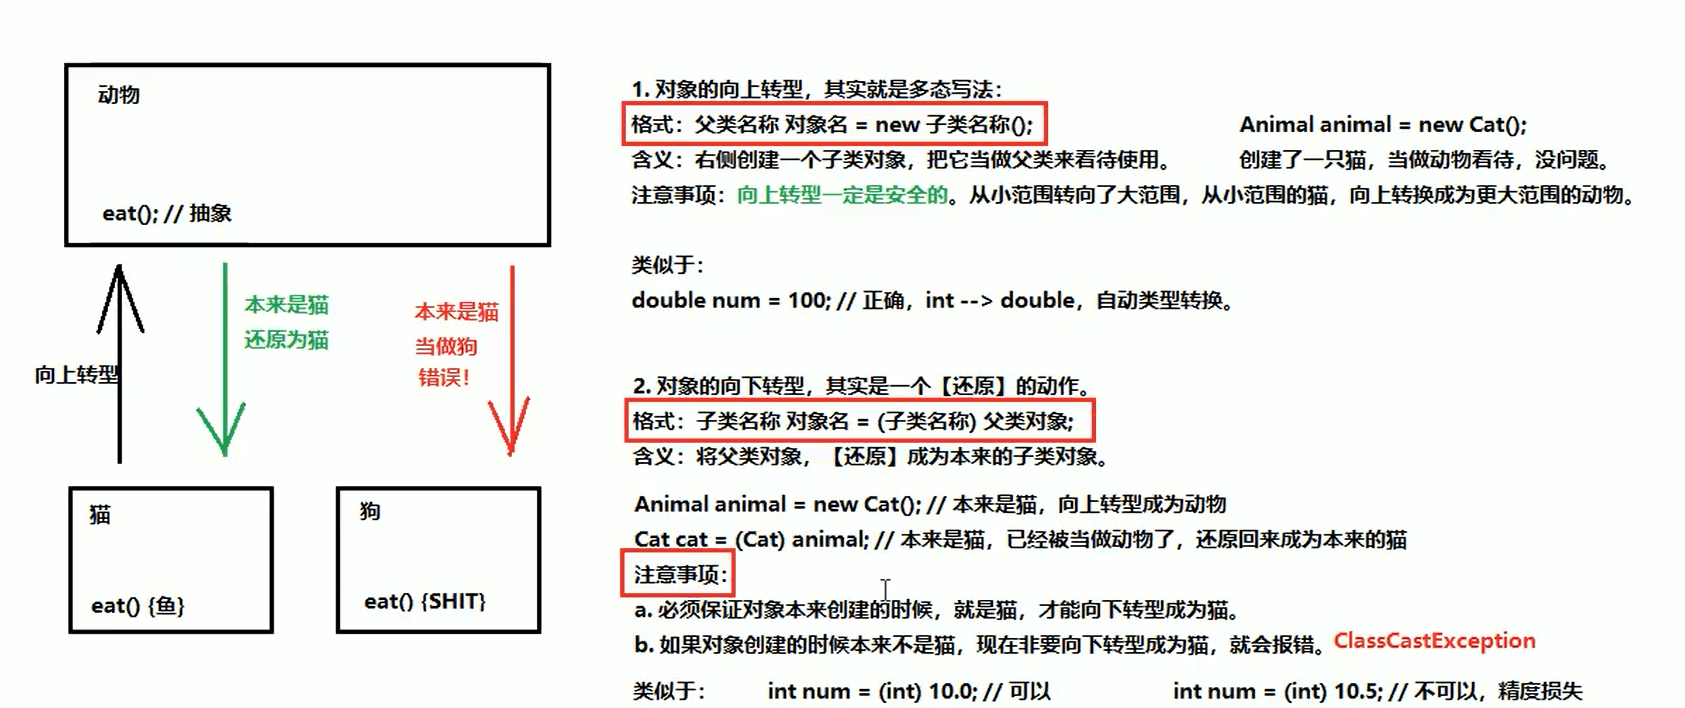 动物
eat(); // 抽象
向上转型
本来是猫
还原为猫
本来是猫
当做狗
错误！
猫
eat() {鱼}
狗
eat() {SHIT}
1. 对象的向上转型，其实就是多态写法：
格式：父类名称 对象名 = new 子类名称();
Animal animal = new Cat();
含义：右侧创建一个子类对象，把它当做父类来看待使用。
创建了一只猫，当做动物看待，没问题。
注意事项：向上转型一定是安全的。从小范围转向了大范围，从小范围的猫，向上转换成为更大范围的动物。
类似于：
double num = 100; // 正确，int --> double，自动类型转换。
2. 对象的向下转型，其实是一个【还原】的动作。
格式：子类名称 对象名 = (子类名称) 父类对象;
含义：将父类对象，【还原】成为本来的子类对象。
Animal animal = new Cat(); // 本来是猫，向上转型成为动物
Cat cat = (Cat) animal; // 本来是猫，已经被当做动物了，还原回来成为本来的猫
注意事项：
a. 必须保证对象本来创建的时候，就是猫，才能向下转型成为猫。
b. 如果对象创建的时候本来不是猫，现在非要向下转型成为猫，就会报错。ClassCastException
类似于： int num = (int) 10.0; // 可以 int num = (int) 10.5; // 不可以，精度损失